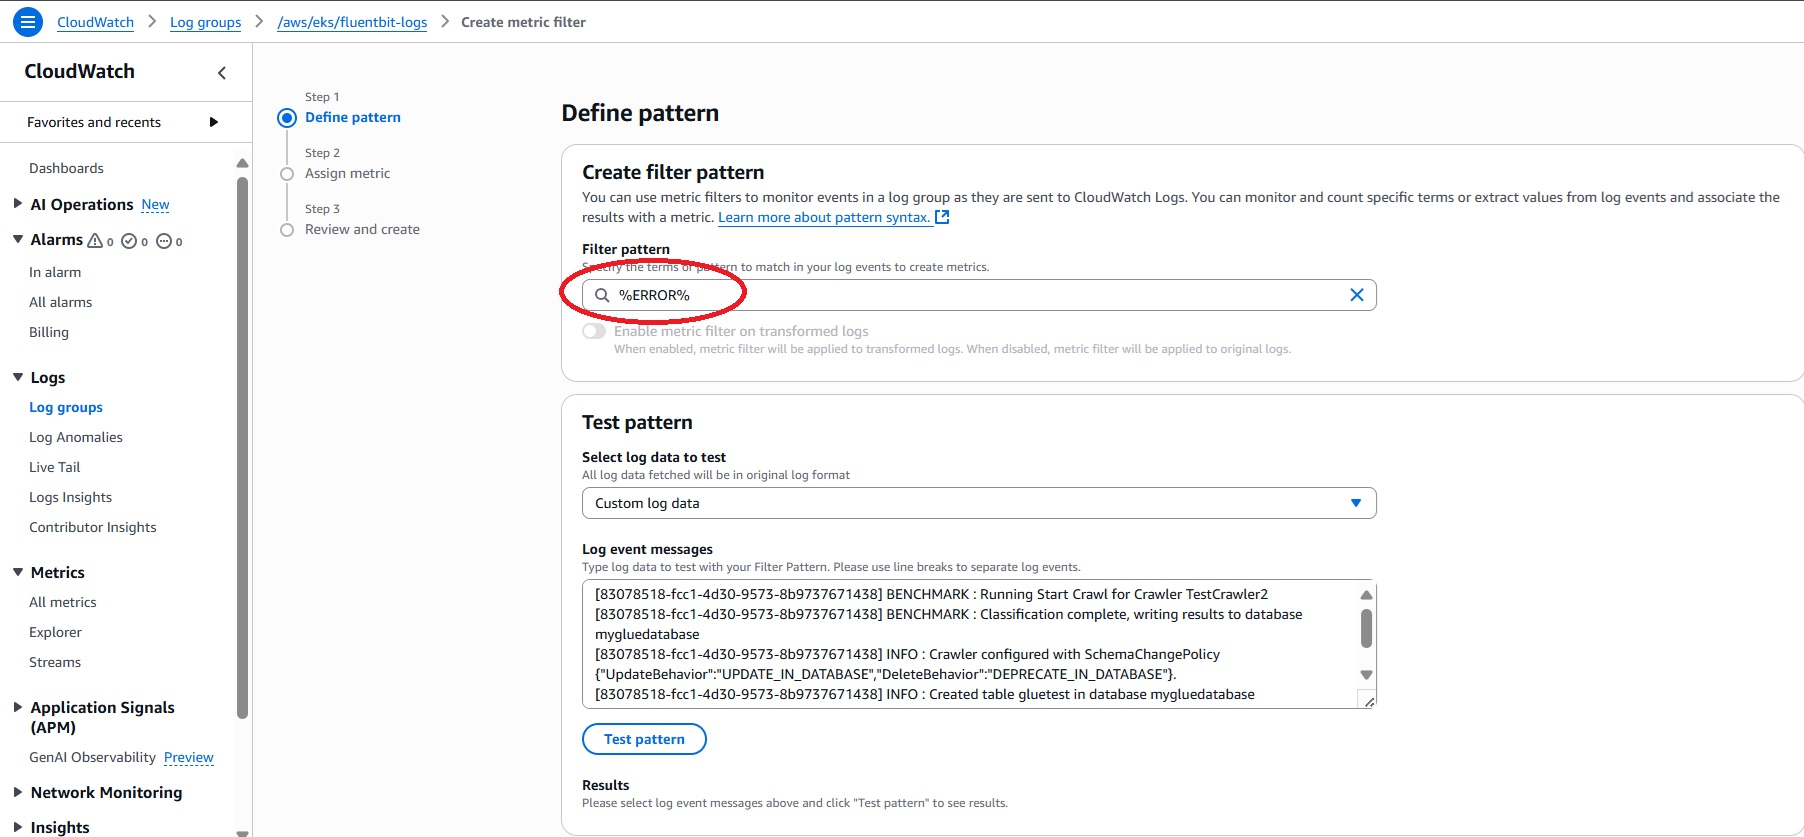 CloudWatch > Log groups > /aws/eks/fluentbit-logs > Create metric filter
CloudWatch
Favorites and recents
Dashboards
AI Operations New
Alarms 0 0 0
In alarm
All alarms
Billing
Logs
Log groups
Log Anomalies
Live Tail
Logs Insights
Contributor Insights
Metrics
All metrics
Explorer
Streams
Application Signals
(APM)
GenAI Observability Preview
Network Monitoring
Insights
Step 1
Define pattern
Step 2
Assign metric
Step 3
Review and create
Define pattern
Create filter pattern
You can use metric filters to monitor events in a log group as they are sent to CloudWatch Logs. You can monitor and count specific terms or extract values from log events and associate the
results with a metric. Learn more about pattern syntax.
Filter pattern
Specify the terms or pattern to match in your log events to create metrics.
%ERROR%
Enable metric filter on transformed logs
When enabled, metric filter will be applied to transformed logs. When disabled, metric filter will be applied to original logs.
Test pattern
Select log data to test
All log data fetched will be in original log format
Custom log data
Log event messages
Type log data to test with your Filter Pattern. Please use line breaks to separate log events.
[83078518-fcc1-4d30-9573-8b9737671438] BENCHMARK : Running Start Crawl for Crawler TestCrawler2
[83078518-fcc1-4d30-9573-8b9737671438] BENCHMARK : Classification complete, writing results to database
mygluedatabase
[83078518-fcc1-4d30-9573-8b9737671438] INFO : Crawler configured with SchemaChangePolicy
{"UpdateBehavior":"UPDATE_IN_DATABASE","DeleteBehavior":"DEPRECATE_IN_DATABASE"}.
[83078518-fcc1-4d30-9573-8b9737671438] INFO : Created table gluetest in database mygluedatabase
Test pattern
Results
Please select log event messages above and click "Test pattern" to see results.